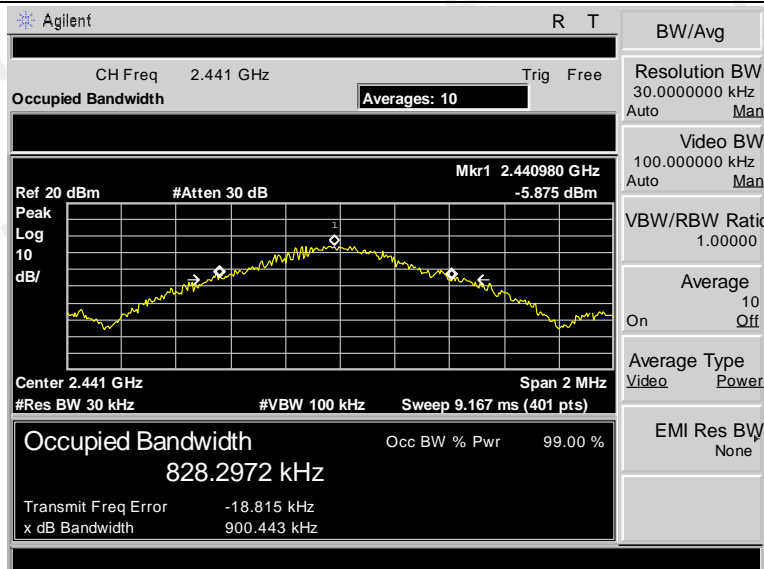 Agilent R T
CH Freq 2.441 GHz Trig Free
Occupied Bandwidth Averages: 10
Mkr1 2.440980 GHz
Ref 20 dBm #Atten 30 dB -5.875 dBm
Peak
Log
10
dB/
1
Center 2.441 GHz Span 2 MHz
#Res BW 30 kHz #VBW 100 kHz Sweep 9.167 ms (401 pts)
Occupied Bandwidth Occ BW % Pwr 99.00 %
828.2972 kHz
Transmit Freq Error -18.815 kHz
x dB Bandwidth 900.443 kHz
BW/Avg
Resolution BW
30.0000000 kHz
Auto Man
Video BW
100.000000 kHz
Auto Man
VBW/RBW Ratio
1.00000
Average
10
On Off
Average Type
Video Power
EMI Res BW
None